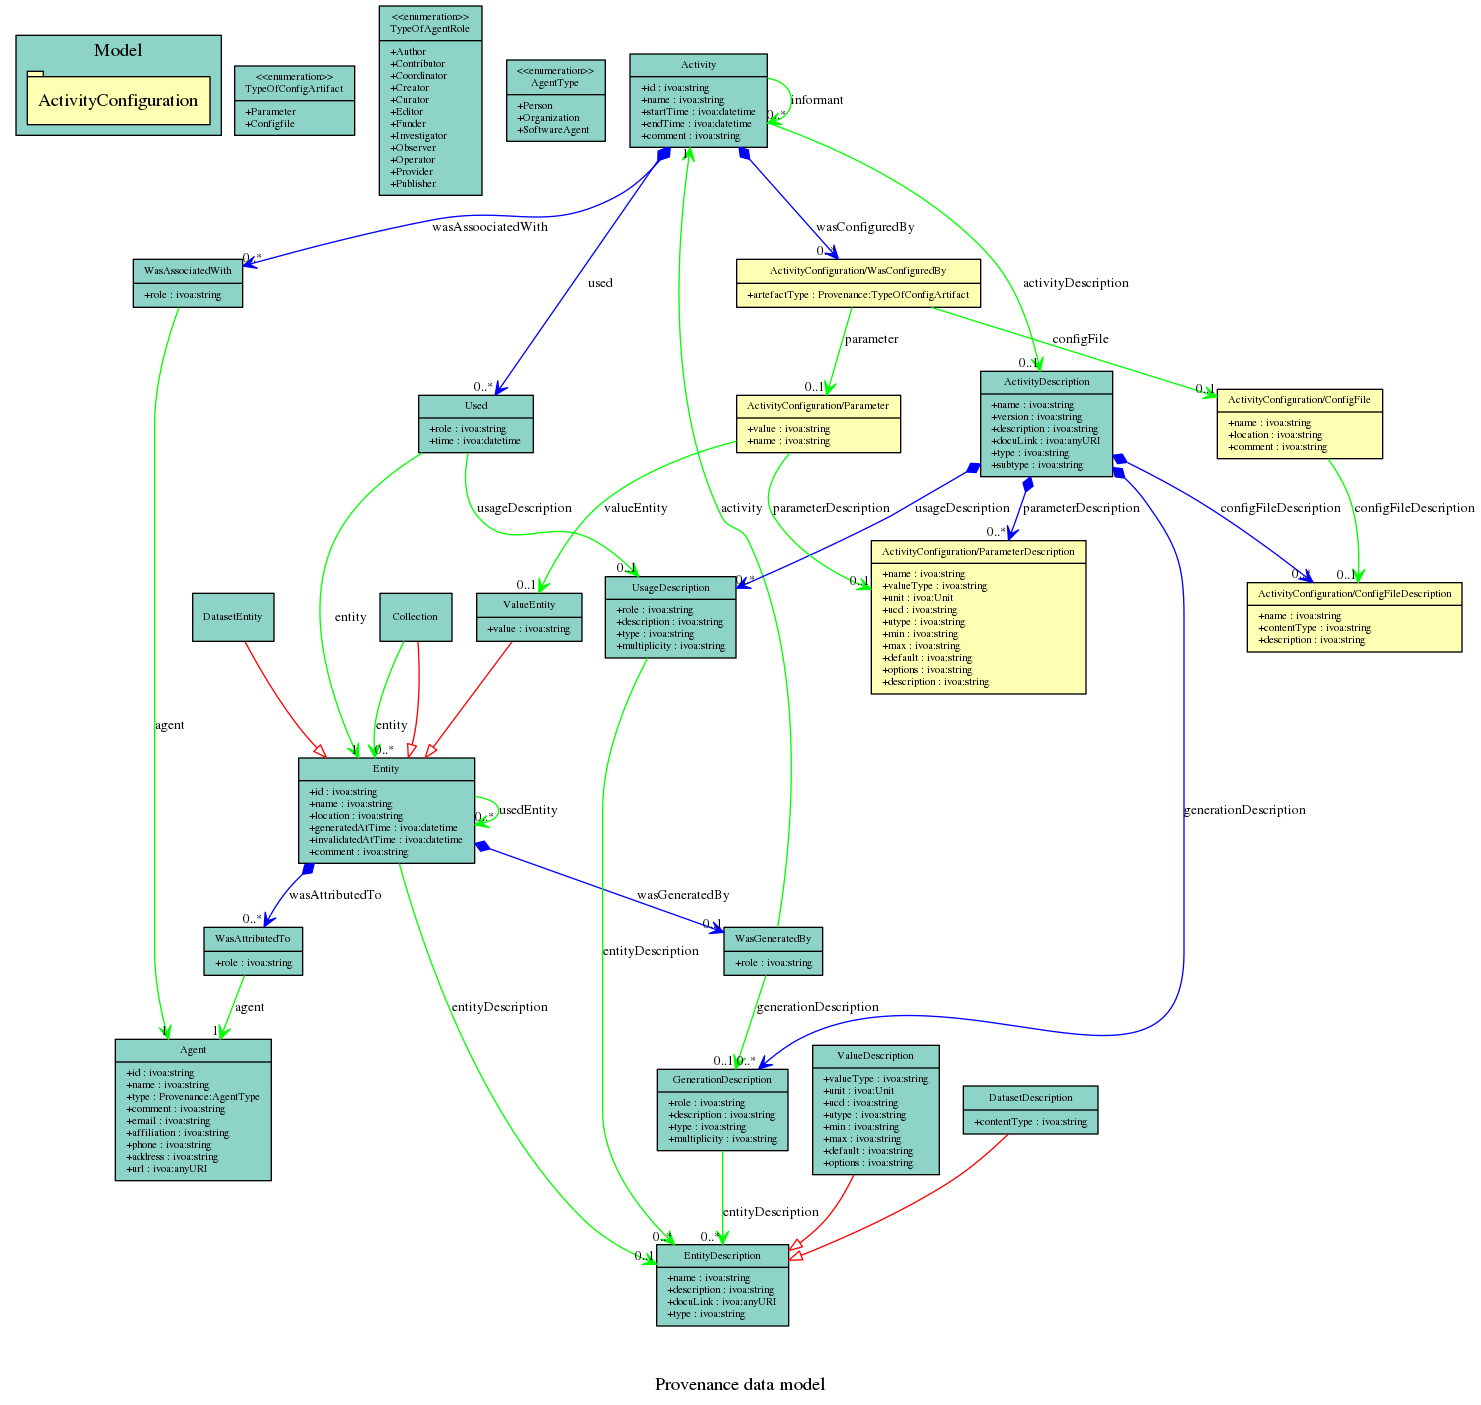 Model
ActivityConfiguration
<<enumeration>>
TypeOfConfigArtifact
+Parameter
+Configfile
<<enumeration>>
TypeOfAgentRole
+Author
+Contributor
+Coordinator
+Creator
+Curator
+Editor
+Funder
+Investigator
+Observer
+Operator
+Provider
+Publisher
<<enumeration>>
AgentType
+Person
+Organization
+SoftwareAgent
Activity
+id : ivoa:string
+name : ivoa:string
+startTime : ivoa:datetime
+endTime : ivoa:datetime
+comment : ivoa:string
informant
0..*
1
wasAssoociatedWith
0..*
used
0..*
wasConfiguredBy
0..*
activityDescription
0..1
WasAssociatedWith
+role : ivoa:string
ActivityConfiguration/WasConfiguredBy
+artefactType : Provenance:TypeOfConfigArtifact
parameter
0..1
configFile
0..1
Used
+role : ivoa:string
+time : ivoa:datetime
ActivityConfiguration/Parameter
+value : ivoa:string
+name : ivoa:string
ActivityDescription
+name : ivoa:string
+version : ivoa:string
+description : ivoa:string
+docuLink : ivoa:anyURI
+type : ivoa:string
+subtype : ivoa:string
ActivityConfiguration/ConfigFile
+name : ivoa:string
+location : ivoa:string
+comment : ivoa:string
usageDescription
0..1
valueEntity
0..1
activity
parameterDescription
0..1
usageDescription
0..*
parameterDescription
0..*
configFileDescription
0..*
configFileDescription
0..1
DatasetEntity
entity
1
Collection
ValueEntity
+value : ivoa:string
UsageDescription
+role : ivoa:string
+description : ivoa:string
+type : ivoa:string
+multiplicity : ivoa:string
ActivityConfiguration/ParameterDescription
+name : ivoa:string
+valueType : ivoa:string
+unit : ivoa:Unit
+ucd : ivoa:string
+utype : ivoa:string
+min : ivoa:string
+max : ivoa:string
+default : ivoa:string
+options : ivoa:string
+description : ivoa:string
ActivityConfiguration/ConfigFileDescription
+name : ivoa:string
+contentType : ivoa:string
+description : ivoa:string
agent
1
entity
0..*
Entity
+id : ivoa:string
+name : ivoa:string
+location : ivoa:string
+generatedAtTime : ivoa:datetime
+invalidatedAtTime : ivoa:datetime
+comment : ivoa:string
usedEntity
0..*
generationDescription
0..*
wasAttributedTo
0..*
wasGeneratedBy
0..1
WasAttributedTo
+role : ivoa:string
WasGeneratedBy
+role : ivoa:string
entityDescription
0..*
agent
1
entityDescription
0..1
generationDescription
0..1
Agent
+id : ivoa:string
+name : ivoa:string
+type : Provenance:AgentType
+comment : ivoa:string
+email : ivoa:string
+affiliation : ivoa:string
+phone : ivoa:string
+address : ivoa:string
+url : ivoa:anyURI
GenerationDescription
+role : ivoa:string
+description : ivoa:string
+type : ivoa:string
+multiplicity : ivoa:string
ValueDescription
+valueType : ivoa:string
+unit : ivoa:Unit
+ucd : ivoa:string
+utype : ivoa:string
+min : ivoa:string
+max : ivoa:string
+default : ivoa:string
+options : ivoa:string
DatasetDescription
+contentType : ivoa:string
entityDescription
0..*
EntityDescription
+name : ivoa:string
+description : ivoa:string
+docuLink : ivoa:anyURI
+type : ivoa:string
Provenance data model